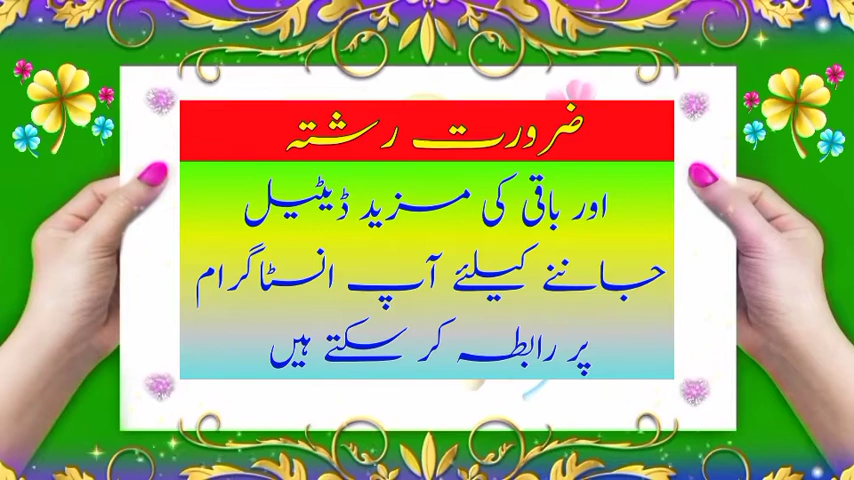 ضرورت رشتہ
اور باقی کی مزید ڈیٹیل
جاننے کیلئے آپ انسٹاگرام
پر رابطہ کر سکتے ہیں